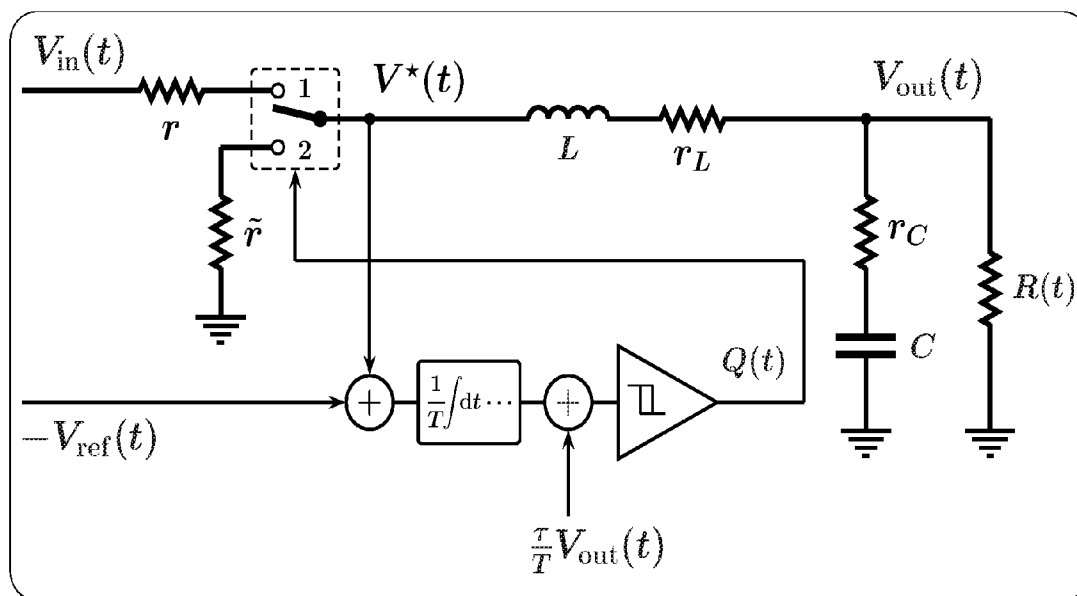 V_in(t)
r
1
2
V*(t)
L
r_L
V_out(t)
r̃
r_C
R(t)
C
Q(t)
+
1/T ∫dt ···
+
−V_ref(t)
τ/T V_out(t)